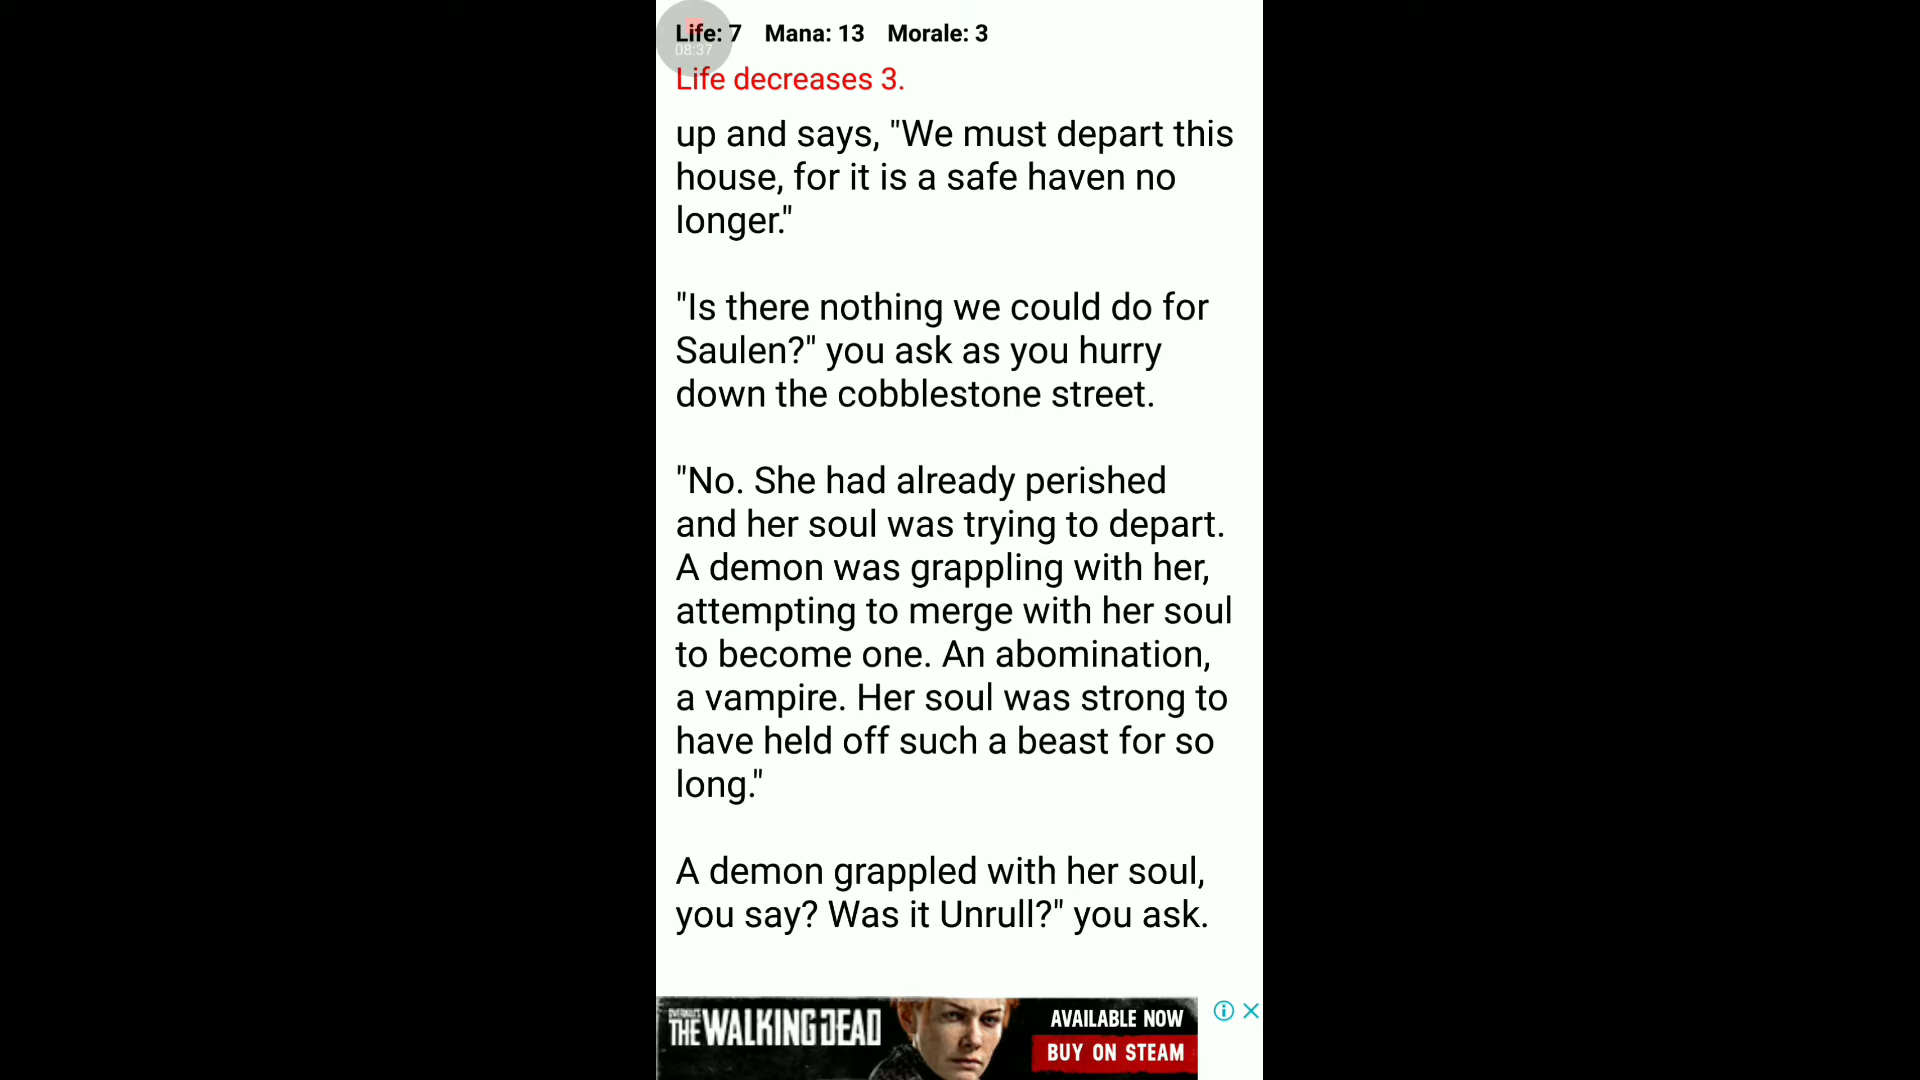 Life: 7 Mana: 13 Morale: 3
08:37
Life decreases 3.
up and says, "We must depart this
house, for it is a safe haven no
longer."
"Is there nothing we could do for
Saulen?" you ask as you hurry
down the cobblestone street.
"No. She had already perished
and her soul was trying to depart.
A demon was grappling with her,
attempting to merge with her soul
to become one. An abomination,
a vampire. Her soul was strong to
have held off such a beast for so
long."
A demon grappled with her soul,
you say? Was it Unrull?" you ask.
OVERKILL'S
THE WALKING DEAD
AVAILABLE NOW
BUY ON STEAM